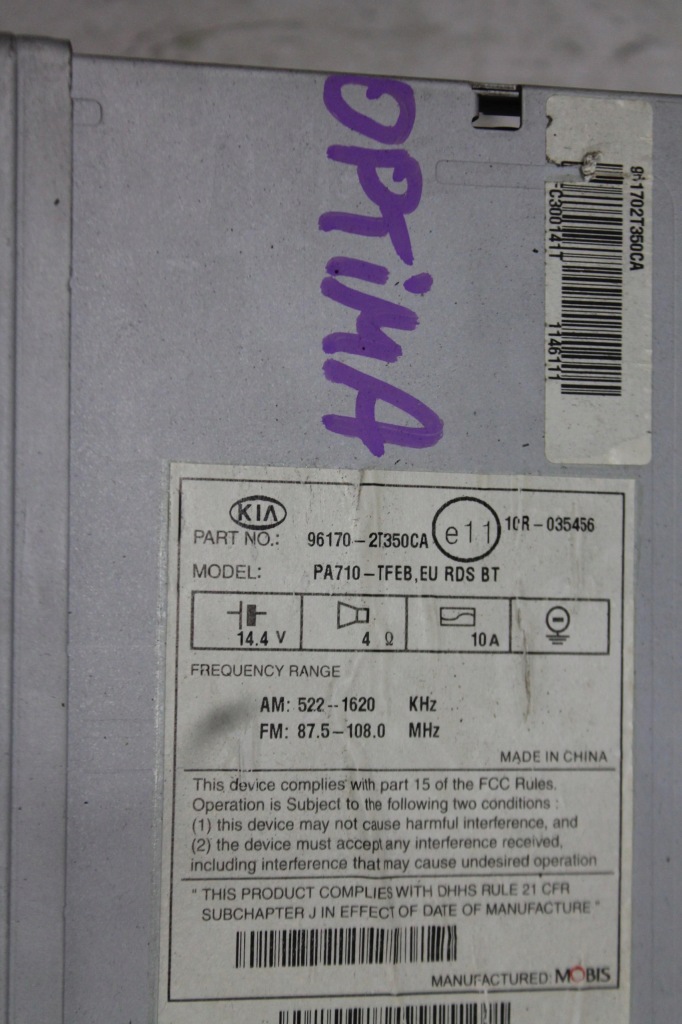 OPTiMA
961702T350CA
1146111
KIA
PART NO.: 96170-2T350CA e11 10R-035456
MODEL: PA710-TFEB,EU RDS BT
14.4 V 4 Ω 10A
FREQUENCY RANGE
AM: 522--1620 KHz
FM: 87.5-108.0 MHz
MADE IN CHINA
This device complies with part 15 of the FCC Rules.
Operation is Subject to the following two conditions :
(1) this device may not cause harmful interference, and
(2) the device must accept any interference received,
including interference that may cause undesired operation
" THIS PRODUCT COMPLIES WITH DHHS RULE 21 CFR
SUBCHAPTER J IN EFFECT OF DATE OF MANUFACTURE "
MANUFACTURED: MOBIS